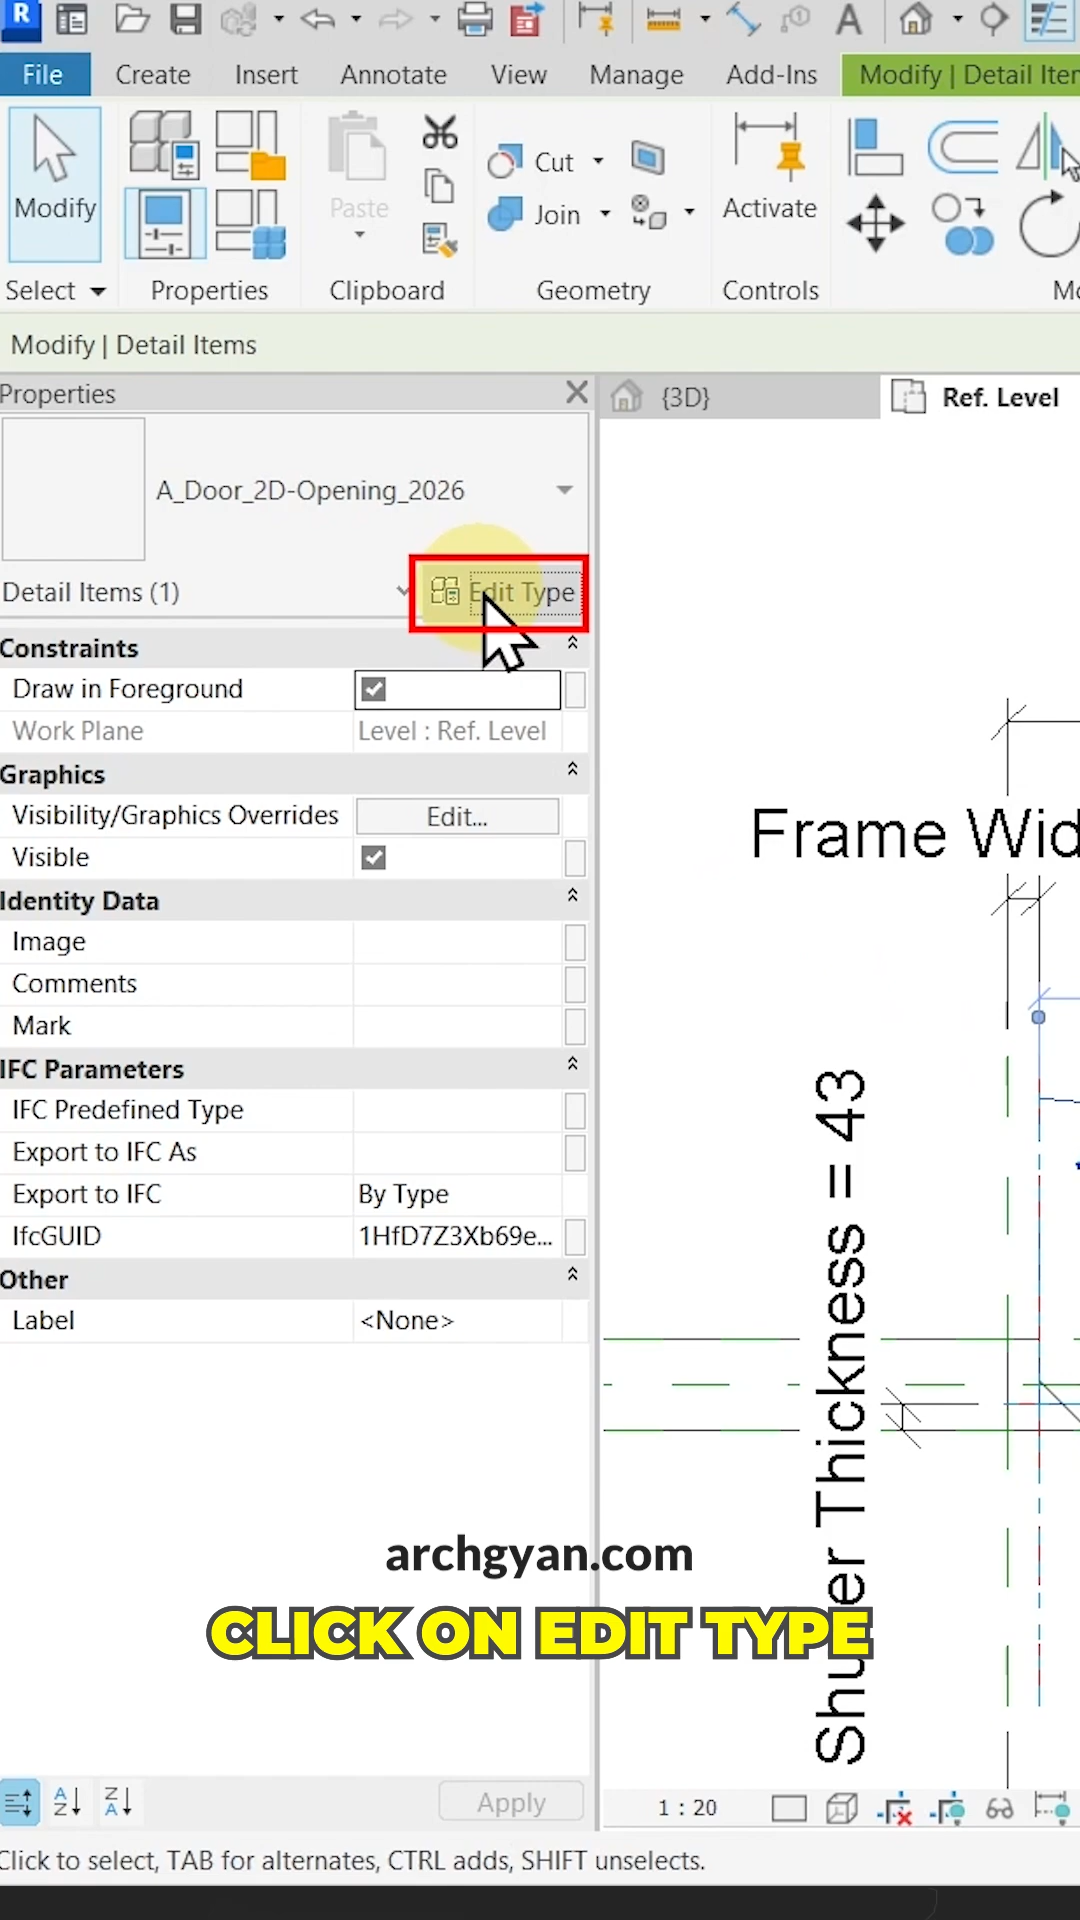 R
A
File
Create
Insert
Annotate
View
Manage
Add-Ins
Modify | Detail Iter
Modify
Paste
Cut
Join
Activate
Select
Properties
Clipboard
Geometry
Controls
Mo
Modify | Detail Items
Properties
{3D}
Ref. Level
A_Door_2D-Opening_2026
Detail Items (1)
Edit Type
Constraints
Draw in Foreground
Work Plane
Level : Ref. Level
Graphics
Visibility/Graphics Overrides
Edit...
Visible
Identity Data
Image
Comments
Mark
IFC Parameters
IFC Predefined Type
Export to IFC As
Export to IFC
By Type
IfcGUID
1HfD7Z3Xb69e...
Other
Label
<None>
Frame Wid
Shutter Thickness = 43
archgyan.com
CLICK ON EDIT TYPE
A
Z
Z
A
Apply
1 : 20
Click to select, TAB for alternates, CTRL adds, SHIFT unselects.